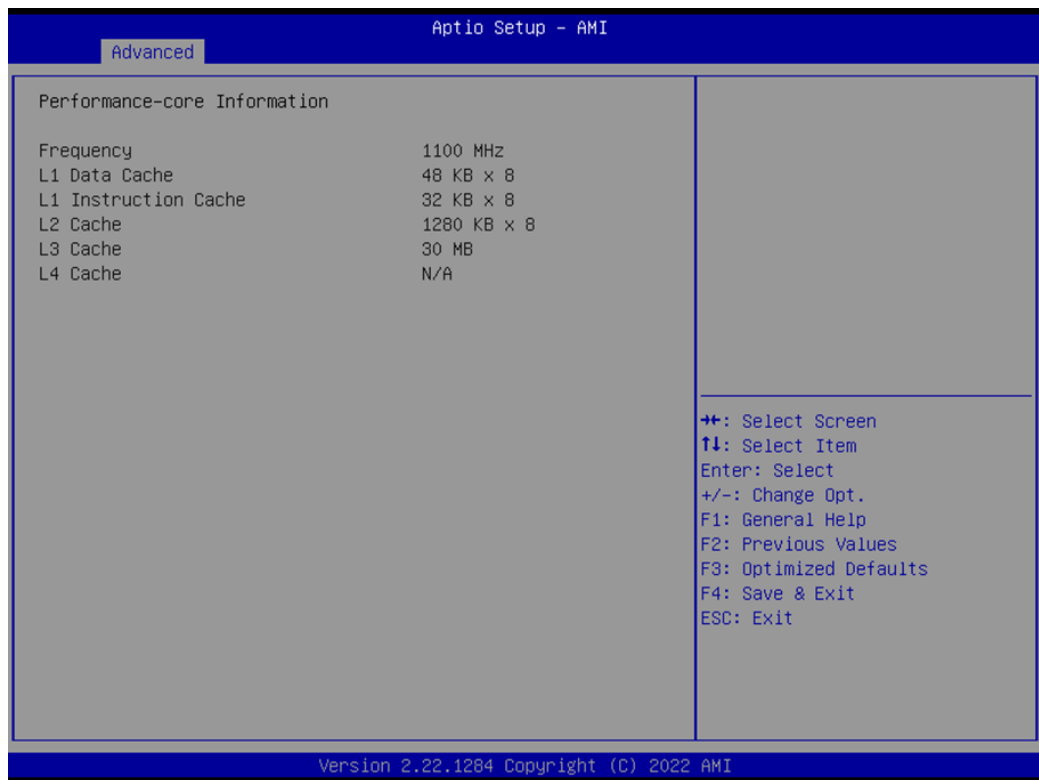 Aptio Setup – AMI
Advanced
Performance-core Information
Frequency 1100 MHz
L1 Data Cache 48 KB x 8
L1 Instruction Cache 32 KB x 8
L2 Cache 1280 KB x 8
L3 Cache 30 MB
L4 Cache N/A
→←: Select Screen
↑↓: Select Item
Enter: Select
+/-: Change Opt.
F1: General Help
F2: Previous Values
F3: Optimized Defaults
F4: Save & Exit
ESC: Exit
Version 2.22.1284 Copyright (C) 2022 AMI